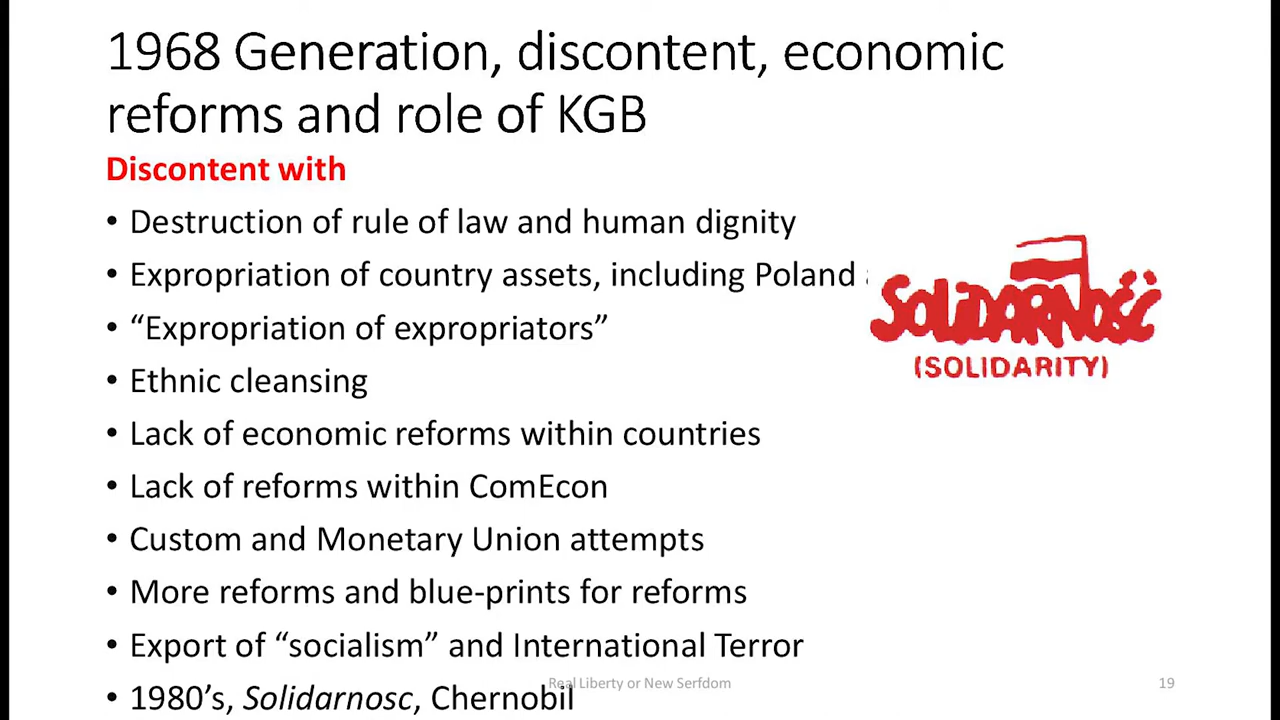 1968 Generation, discontent, economic
reforms and role of KGB
Discontent with
• Destruction of rule of law and human dignity
• Expropriation of country assets, including Poland
• “Expropriation of expropriators”
• Ethnic cleansing
• Lack of economic reforms within countries
• Lack of reforms within ComEcon
• Custom and Monetary Union attempts
• More reforms and blue-prints for reforms
• Export of “socialism” and International Terror
• 1980’s, Solidarnosc, Chernobil
SOLIDARNOŚĆ
(SOLIDARITY)
Real Liberty or New Serfdom
19